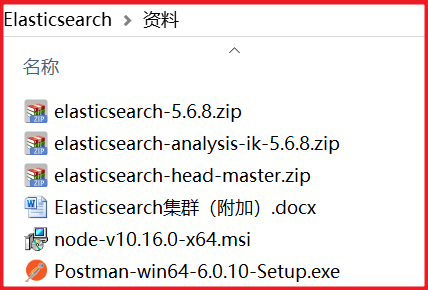 Elasticsearch > 资料
名称
elasticsearch-5.6.8.zip
elasticsearch-analysis-ik-5.6.8.zip
elasticsearch-head-master.zip
Elasticsearch集群（附加）.docx
node-v10.16.0-x64.msi
Postman-win64-6.0.10-Setup.exe